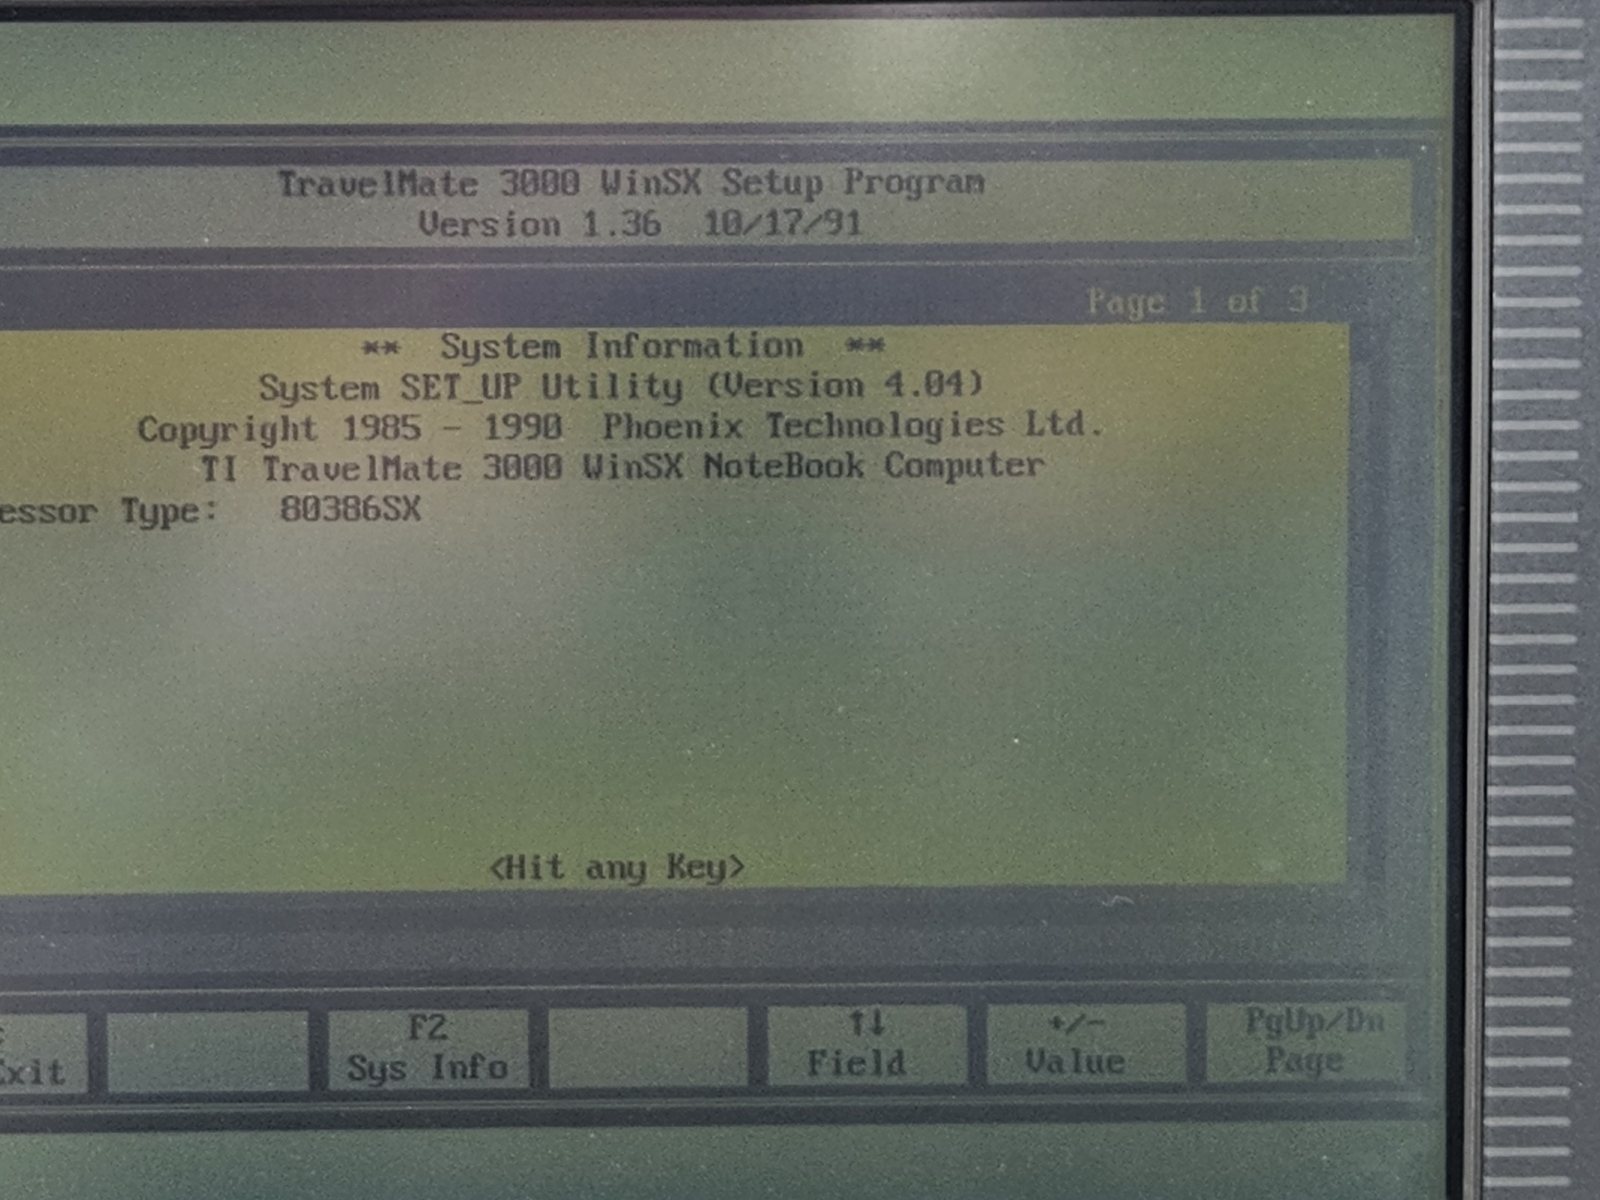 TravelMate 3000 WinSX Setup Program
Version 1.36 10/17/91
Page 1 of 3
** System Information **
System SET_UP Utility (Version 4.04)
Copyright 1985 - 1990 Phoenix Technologies Ltd.
TI TravelMate 3000 WinSX NoteBook Computer
essor Type: 80386SX
<Hit any Key>
F2 ↑↓ +/- PgUp/Dn
xit Sys Info Field Value Page